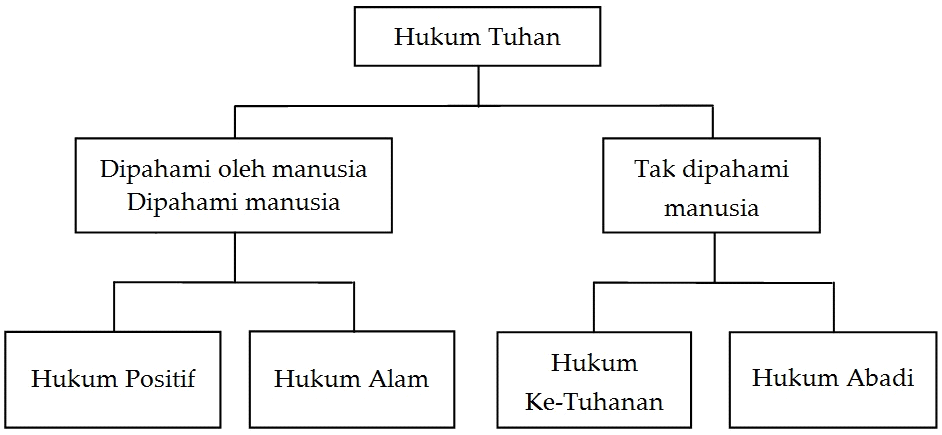 Hukum Tuhan
Dipahami oleh manusia
Dipahami manusia
Tak dipahami
manusia
Hukum Positif
Hukum Alam
Hukum
Ke-Tuhanan
Hukum Abadi